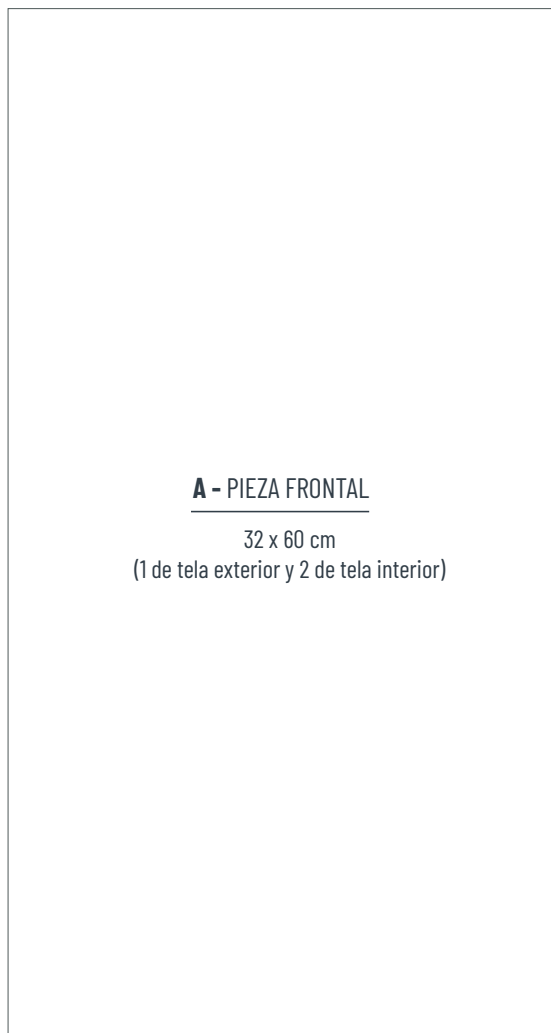 A - PIEZA FRONTAL
32 x 60 cm
(1 de tela exterior y 2 de tela interior)